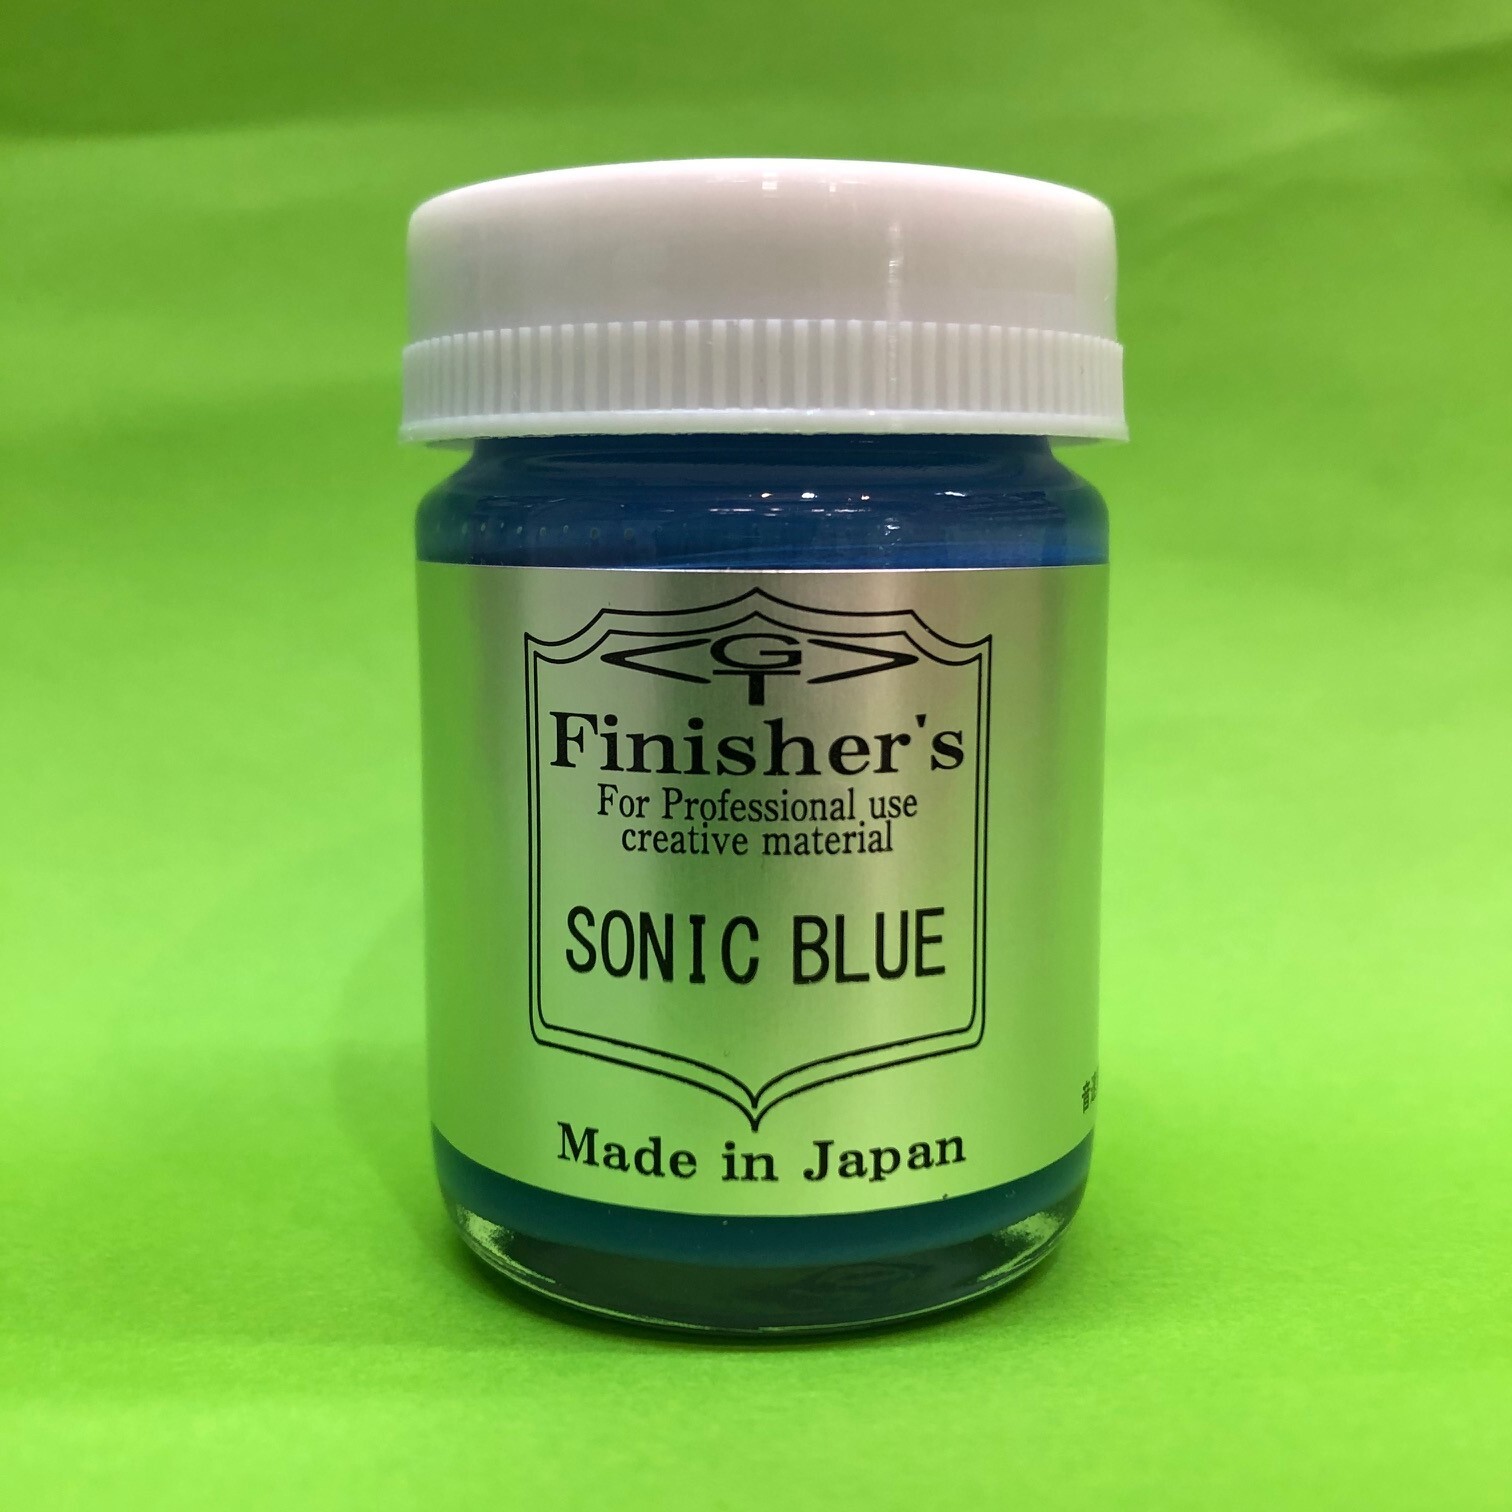 GT
Finisher's
For Professional use
creative material
SONIC BLUE
Made in Japan